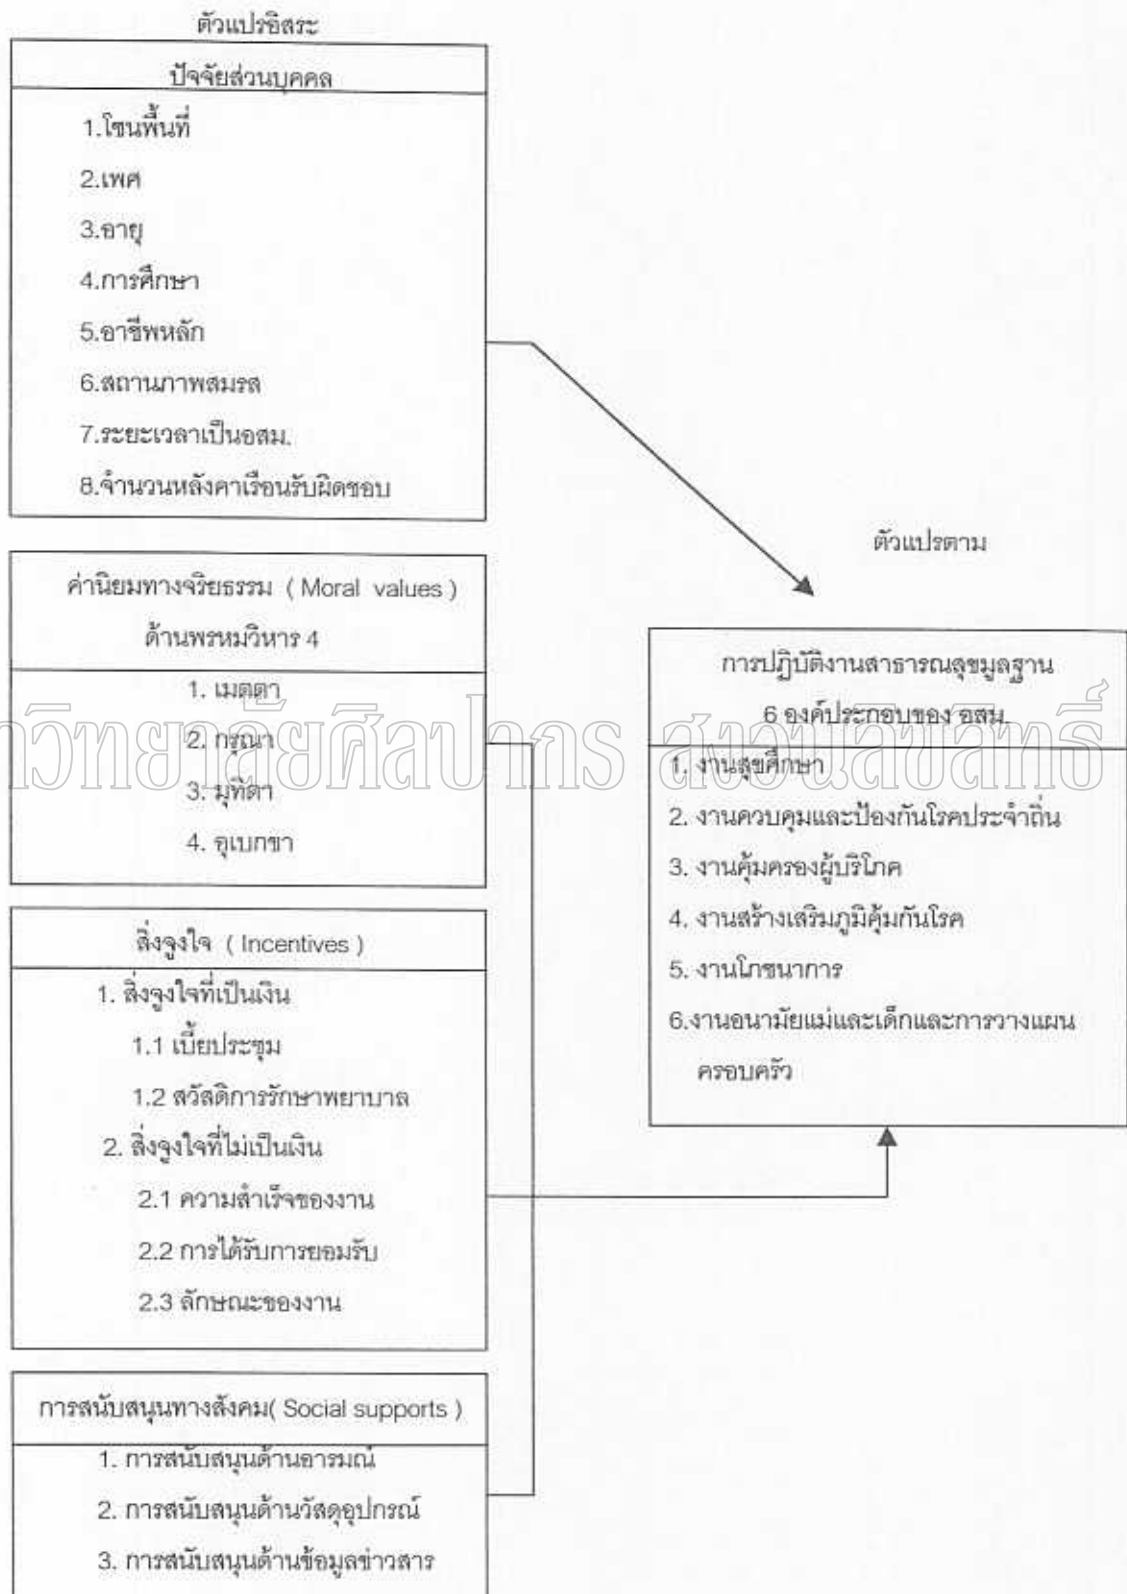 ตัวแปรอิสระ
ปัจจัยส่วนบุคคล
1.โซนพื้นที่
2.เพศ
3.อายุ
4.การศึกษา
5.อาชีพหลัก
6.สถานภาพสมรส
7.ระยะเวลาเป็นอสม.
8.จำนวนหลังคาเรือนรับผิดชอบ
ค่านิยมทางจริยธรรม ( Moral values )
ด้านพรหมวิหาร 4
1. เมตตา
2. กรุณา
3. มุทิตา
4. อุเบกขา
สิ่งจูงใจ ( Incentives )
1. สิ่งจูงใจที่เป็นเงิน
1.1 เบี้ยประชุม
1.2 สวัสดิการรักษาพยาบาล
2. สิ่งจูงใจที่ไม่เป็นเงิน
2.1 ความสำเร็จของงาน
2.2 การได้รับการยอมรับ
2.3 ลักษณะของงาน
การสนับสนุนทางสังคม( Social supports )
1. การสนับสนุนด้านอารมณ์
2. การสนับสนุนด้านวัสดุอุปกรณ์
3. การสนับสนุนด้านข้อมูลข่าวสาร
ตัวแปรตาม
การปฏิบัติงานสาธารณสุขมูลฐาน
6 องค์ประกอบของ อสม.
1. งานสุขศึกษา
2. งานควบคุมและป้องกันโรคประจำถิ่น
3. งานคุ้มครองผู้บริโภค
4. งานสร้างเสริมภูมิคุ้มกันโรค
5. งานโภชนาการ
6.งานอนามัยแม่และเด็กและการวางแผน
ครอบครัว
าวิทยาลัยศิลปากร สงวนลิขสิทธิ์